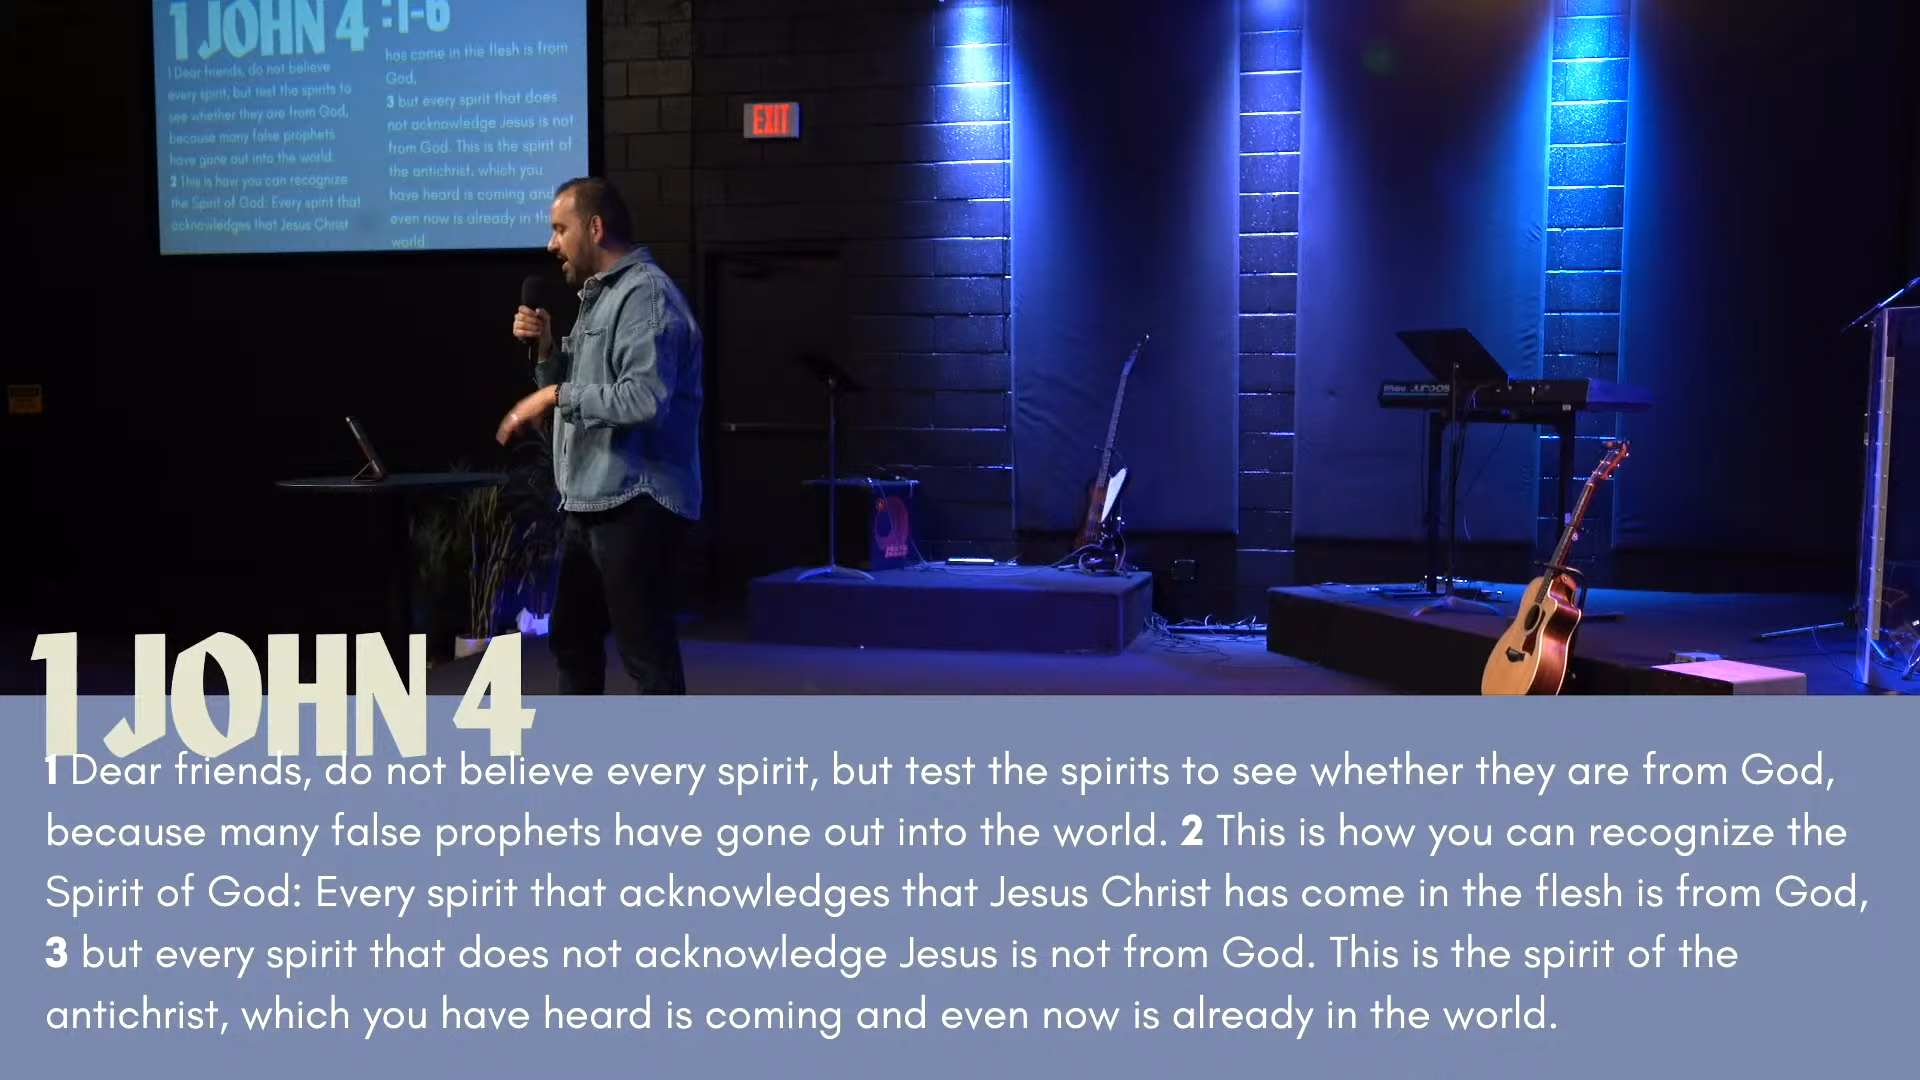 1 JOHN 4 :1-6
1 Dear friends, do not believe
every spirit, but test the spirits to
see whether they are from God,
because many false prophets
have gone out into the world.
2 This is how you can recognize
the Spirit of God: Every spirit that
acknowledges that Jesus Christ
has come in the flesh is from
God,
3 but every spirit that does
not acknowledge Jesus is not
from God. This is the spirit of
the antichrist, which you
have heard is coming and
even now is already in the
world.
EXIT
1 JOHN 4
1 Dear friends, do not believe every spirit, but test the spirits to see whether they are from God,
because many false prophets have gone out into the world. 2 This is how you can recognize the
Spirit of God: Every spirit that acknowledges that Jesus Christ has come in the flesh is from God,
3 but every spirit that does not acknowledge Jesus is not from God. This is the spirit of the
antichrist, which you have heard is coming and even now is already in the world.